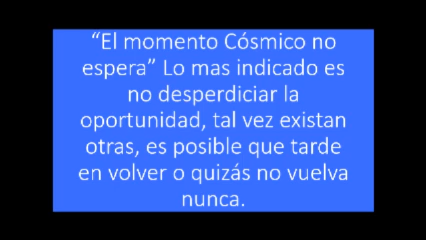 “El momento Cósmico no
espera” Lo mas indicado es
no desperdiciar la
oportunidad, tal vez existan
otras, es posible que tarde
en volver o quizás no vuelva
nunca.